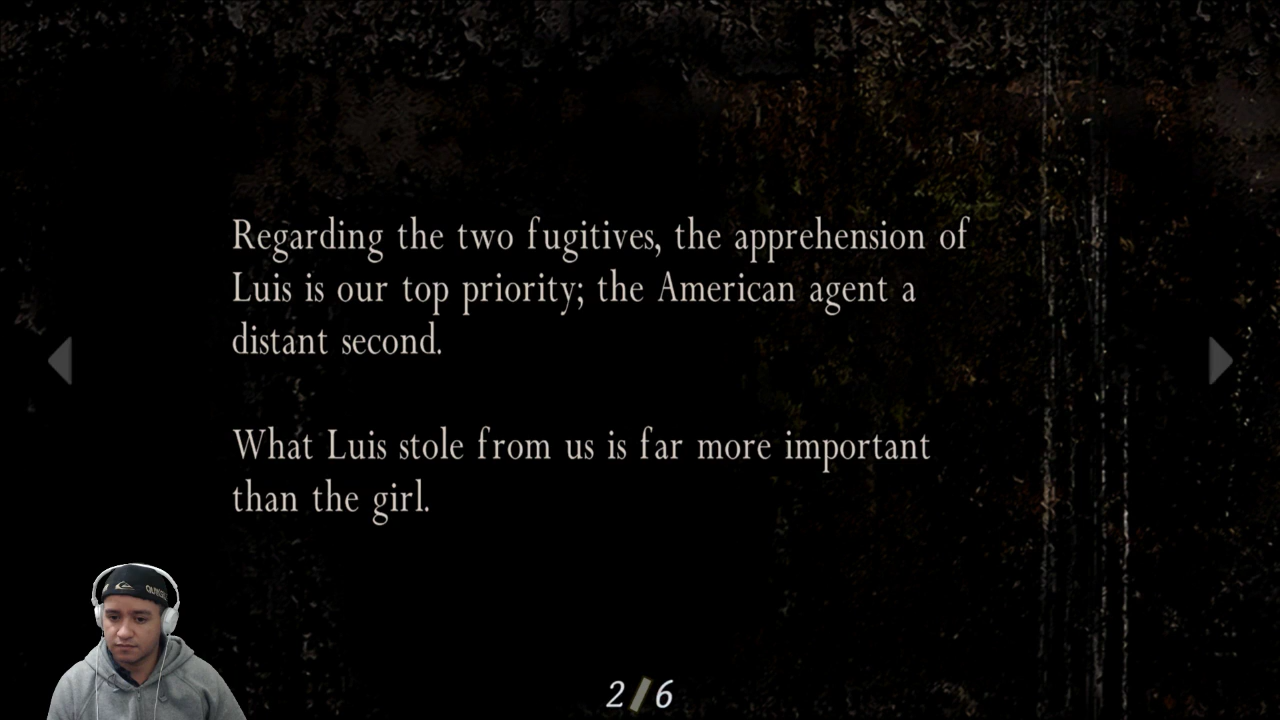 Regarding the two fugitives, the apprehension of
Luis is our top priority; the American agent a
distant second.
What Luis stole from us is far more important
than the girl.
2/6